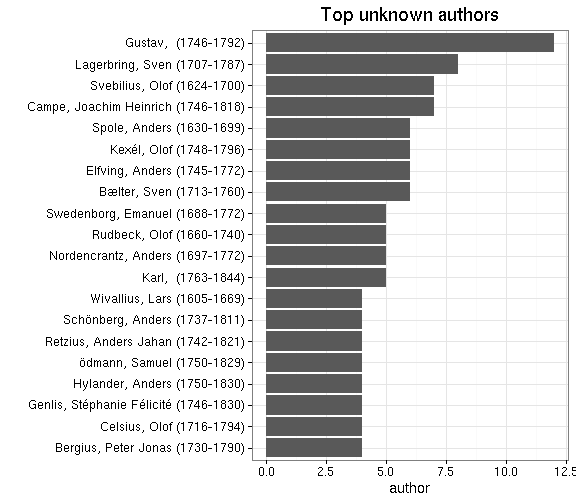 Top unknown authors
Gustav,  (1746-1792)
Lagerbring, Sven (1707-1787)
Svebilius, Olof (1624-1700)
Campe, Joachim Heinrich (1746-1818)
Spole, Anders (1630-1699)
Kexél, Olof (1748-1796)
Elfving, Anders (1745-1772)
Bælter, Sven (1713-1760)
Swedenborg, Emanuel (1688-1772)
Rudbeck, Olof (1660-1740)
Nordencrantz, Anders (1697-1772)
Karl,  (1763-1844)
Wivallius, Lars (1605-1669)
Schönberg, Anders (1737-1811)
Retzius, Anders Jahan (1742-1821)
ödmann, Samuel (1750-1829)
Hylander, Anders (1750-1830)
Genlis, Stéphanie Félicité (1746-1830)
Celsius, Olof (1716-1794)
Bergius, Peter Jonas (1730-1790)
0.0 2.5 5.0 7.5 10.0 12.5
author